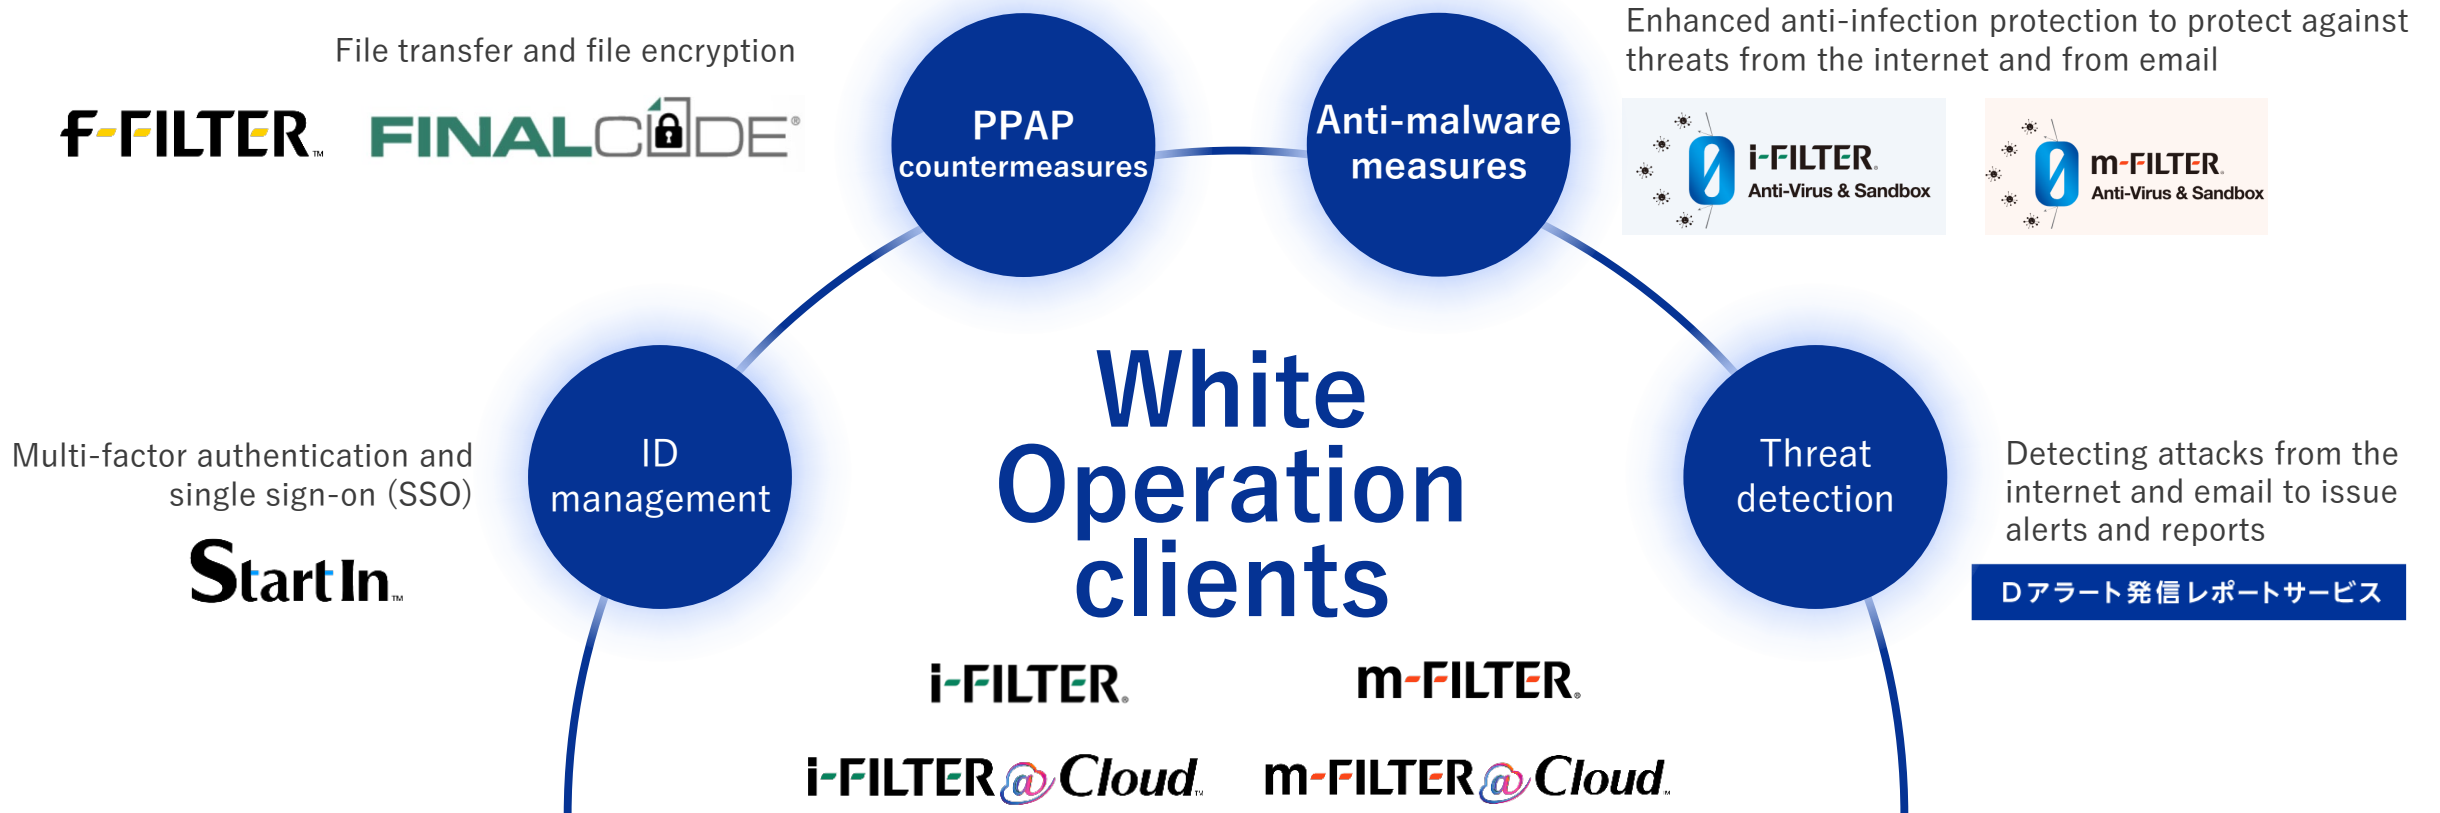 File transfer and file encryption
f-FILTER™
FINALCODE®
PPAP
countermeasures
Anti-malware
measures
Enhanced anti-infection protection to protect against
threats from the internet and from email
i-FILTER®
Anti-Virus & Sandbox
m-FILTER®
Anti-Virus & Sandbox
Multi-factor authentication and
single sign-on (SSO)
StartIn™
ID
management
White
Operation
clients
Threat
detection
Detecting attacks from the
internet and email to issue
alerts and reports
Dアラート発信レポートサービス
i-FILTER®
m-FILTER®
i-FILTER@Cloud™
m-FILTER@Cloud™